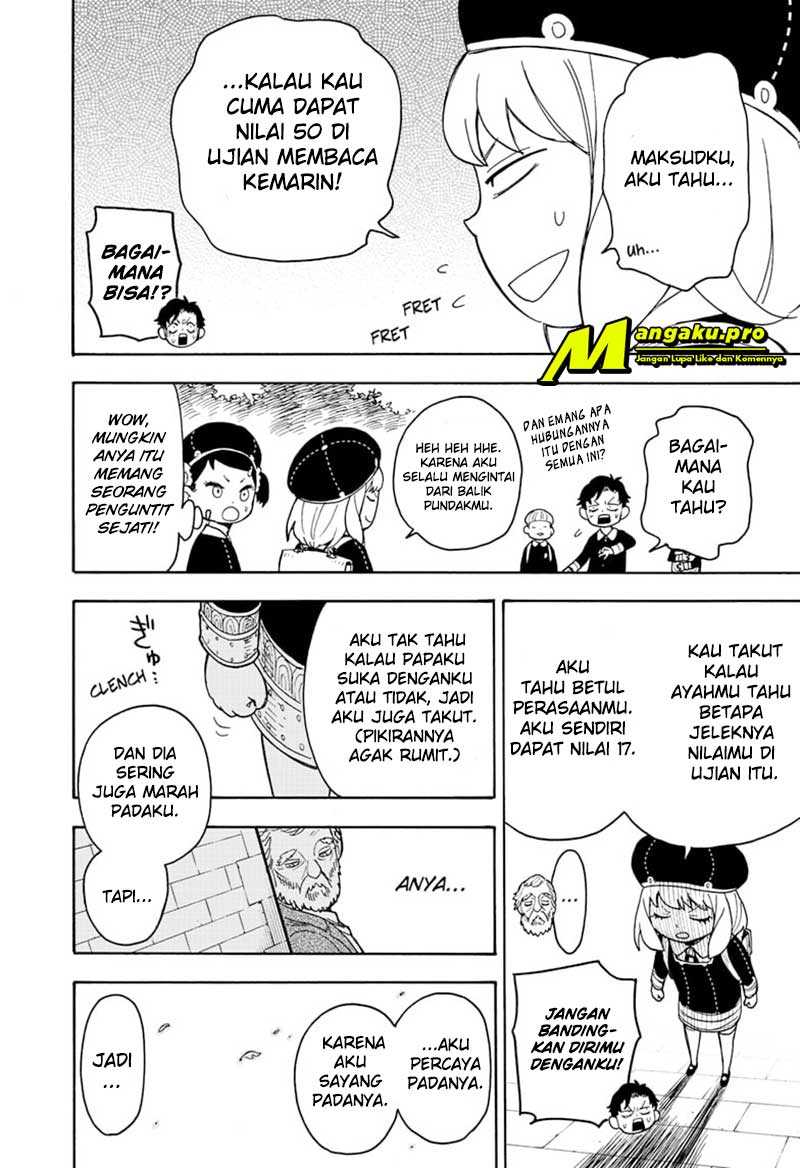 MAKSUDKU,
AKU TAHU...
uh...
...KALAU KAU
CUMA DAPAT
NILAI 50 DI
UJIAN MEMBACA
KEMARIN!
FRET
FRET
BAGAI-
MANA
BISA!?
Mangaku.pro
Jangan Lupa Like dan Komennya
BAGAI-
MANA
KAU
TAHU?
DAN EMANG APA
HUBUNGANNYA
ITU DENGAN
SEMUA INI?
HEH HEH HHE.
KARENA AKU
SELALU MENGINTAI
DARI BALIK
PUNDAKMU.
WOW,
MUNGKIN
ANYA ITU
MEMANG
SEORANG
PENGUNTIT
SEJATI!
KAU TAKUT
KALAU
AYAHMU TAHU
BETAPA
JELEKNYA
NILAIMU DI
UJIAN ITU.
AKU
TAHU BETUL
PERASAANMU.
AKU SENDIRI
DAPAT NILAI 17.
...
JANGAN
BANDING-
KAN DIRIMU
DENGANKU!
AKU TAK TAHU
KALAU PAPAKU
SUKA DENGANKU
ATAU TIDAK, JADI
AKU JUGA TAKUT.
(PIKIRANNYA
AGAK RUMIT.)
ぎゅ
CLENCH
DAN DIA
SERING
JUGA MARAH
PADAKU.
ANYA...
TAPI...
...AKU
PERCAYA
PADANYA.
KARENA
AKU
SAYANG
PADANYA.
JADI
...